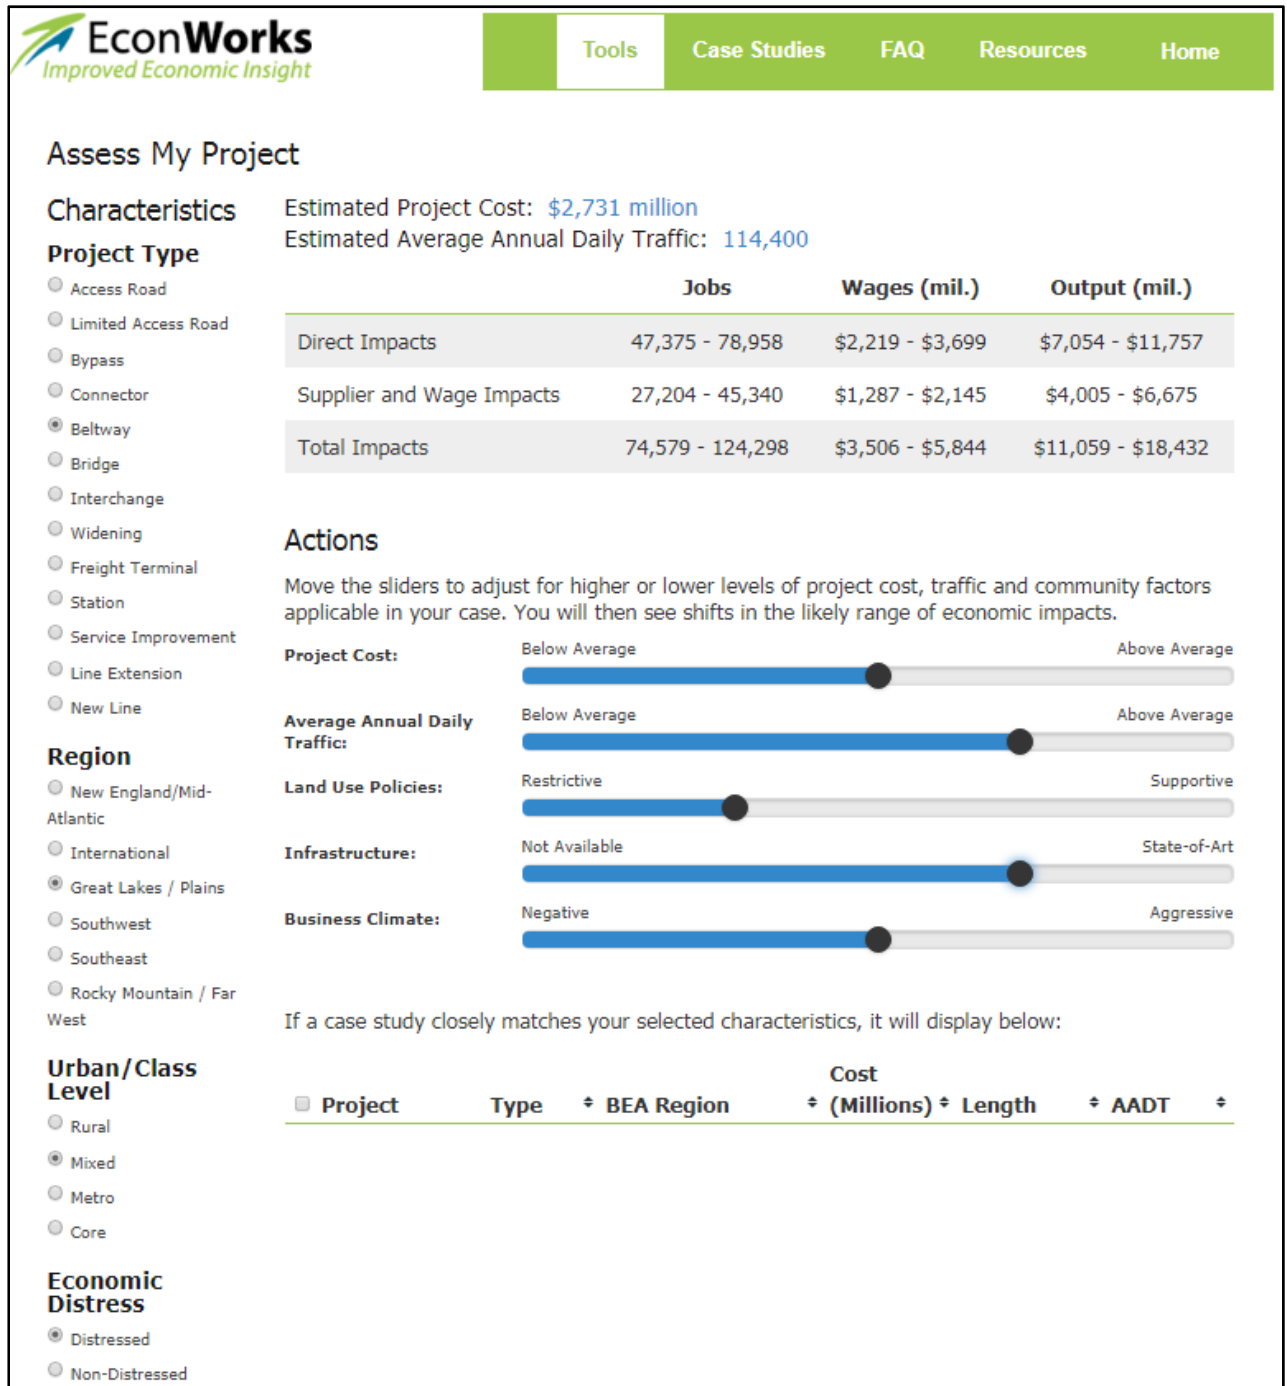 EconWorks
Improved Economic Insight
Tools Case Studies FAQ Resources Home
Assess My Project
Characteristics
Project Type
Access Road
Limited Access Road
Bypass
Connector
Beltway
Bridge
Interchange
Widening
Freight Terminal
Station
Service Improvement
Line Extension
New Line
Region
New England/Mid-
Atlantic
International
Great Lakes / Plains
Southwest
Southeast
Rocky Mountain / Far
West
Urban/Class
Level
Rural
Mixed
Metro
Core
Economic
Distress
Distressed
Non-Distressed
Estimated Project Cost: $2,731 million
Estimated Average Annual Daily Traffic: 114,400
Jobs Wages (mil.) Output (mil.)
Direct Impacts 47,375 - 78,958 $2,219 - $3,699 $7,054 - $11,757
Supplier and Wage Impacts 27,204 - 45,340 $1,287 - $2,145 $4,005 - $6,675
Total Impacts 74,579 - 124,298 $3,506 - $5,844 $11,059 - $18,432
Actions
Move the sliders to adjust for higher or lower levels of project cost, traffic and community factors
applicable in your case. You will then see shifts in the likely range of economic impacts.
Project Cost: Below Average Above Average
Average Annual Daily
Traffic: Below Average Above Average
Land Use Policies: Restrictive Supportive
Infrastructure: Not Available State-of-Art
Business Climate: Negative Aggressive
If a case study closely matches your selected characteristics, it will display below:
Project Type BEA Region Cost
(Millions) Length AADT